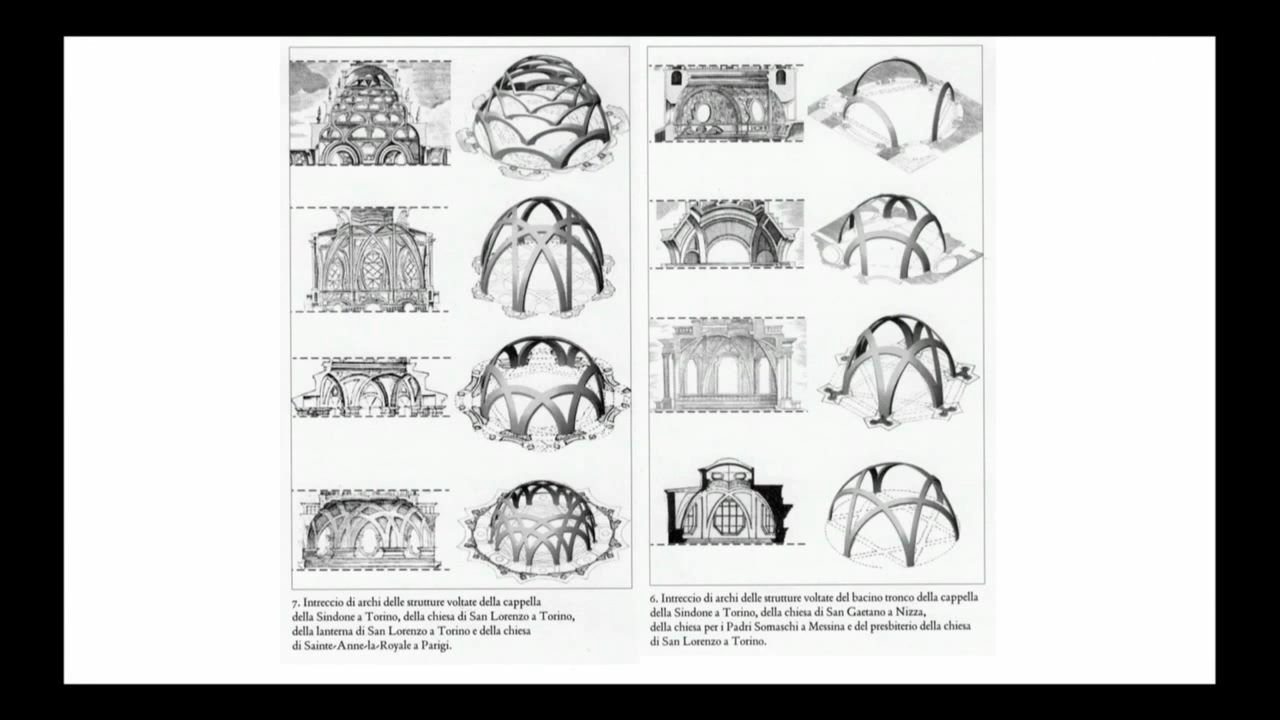 7. Intreccio di archi delle strutture voltate della cappella
della Sindone a Torino, della chiesa di San Lorenzo a Torino,
della lanterna di San Lorenzo a Torino e della chiesa
di Sainte-Anne-la-Royale a Parigi.
6. Intreccio di archi delle strutture voltate del bacino tronco della cappella
della Sindone a Torino, della chiesa di San Gaetano a Nizza,
della chiesa per i Padri Somaschi a Messina e del presbiterio della chiesa
di San Lorenzo a Torino.